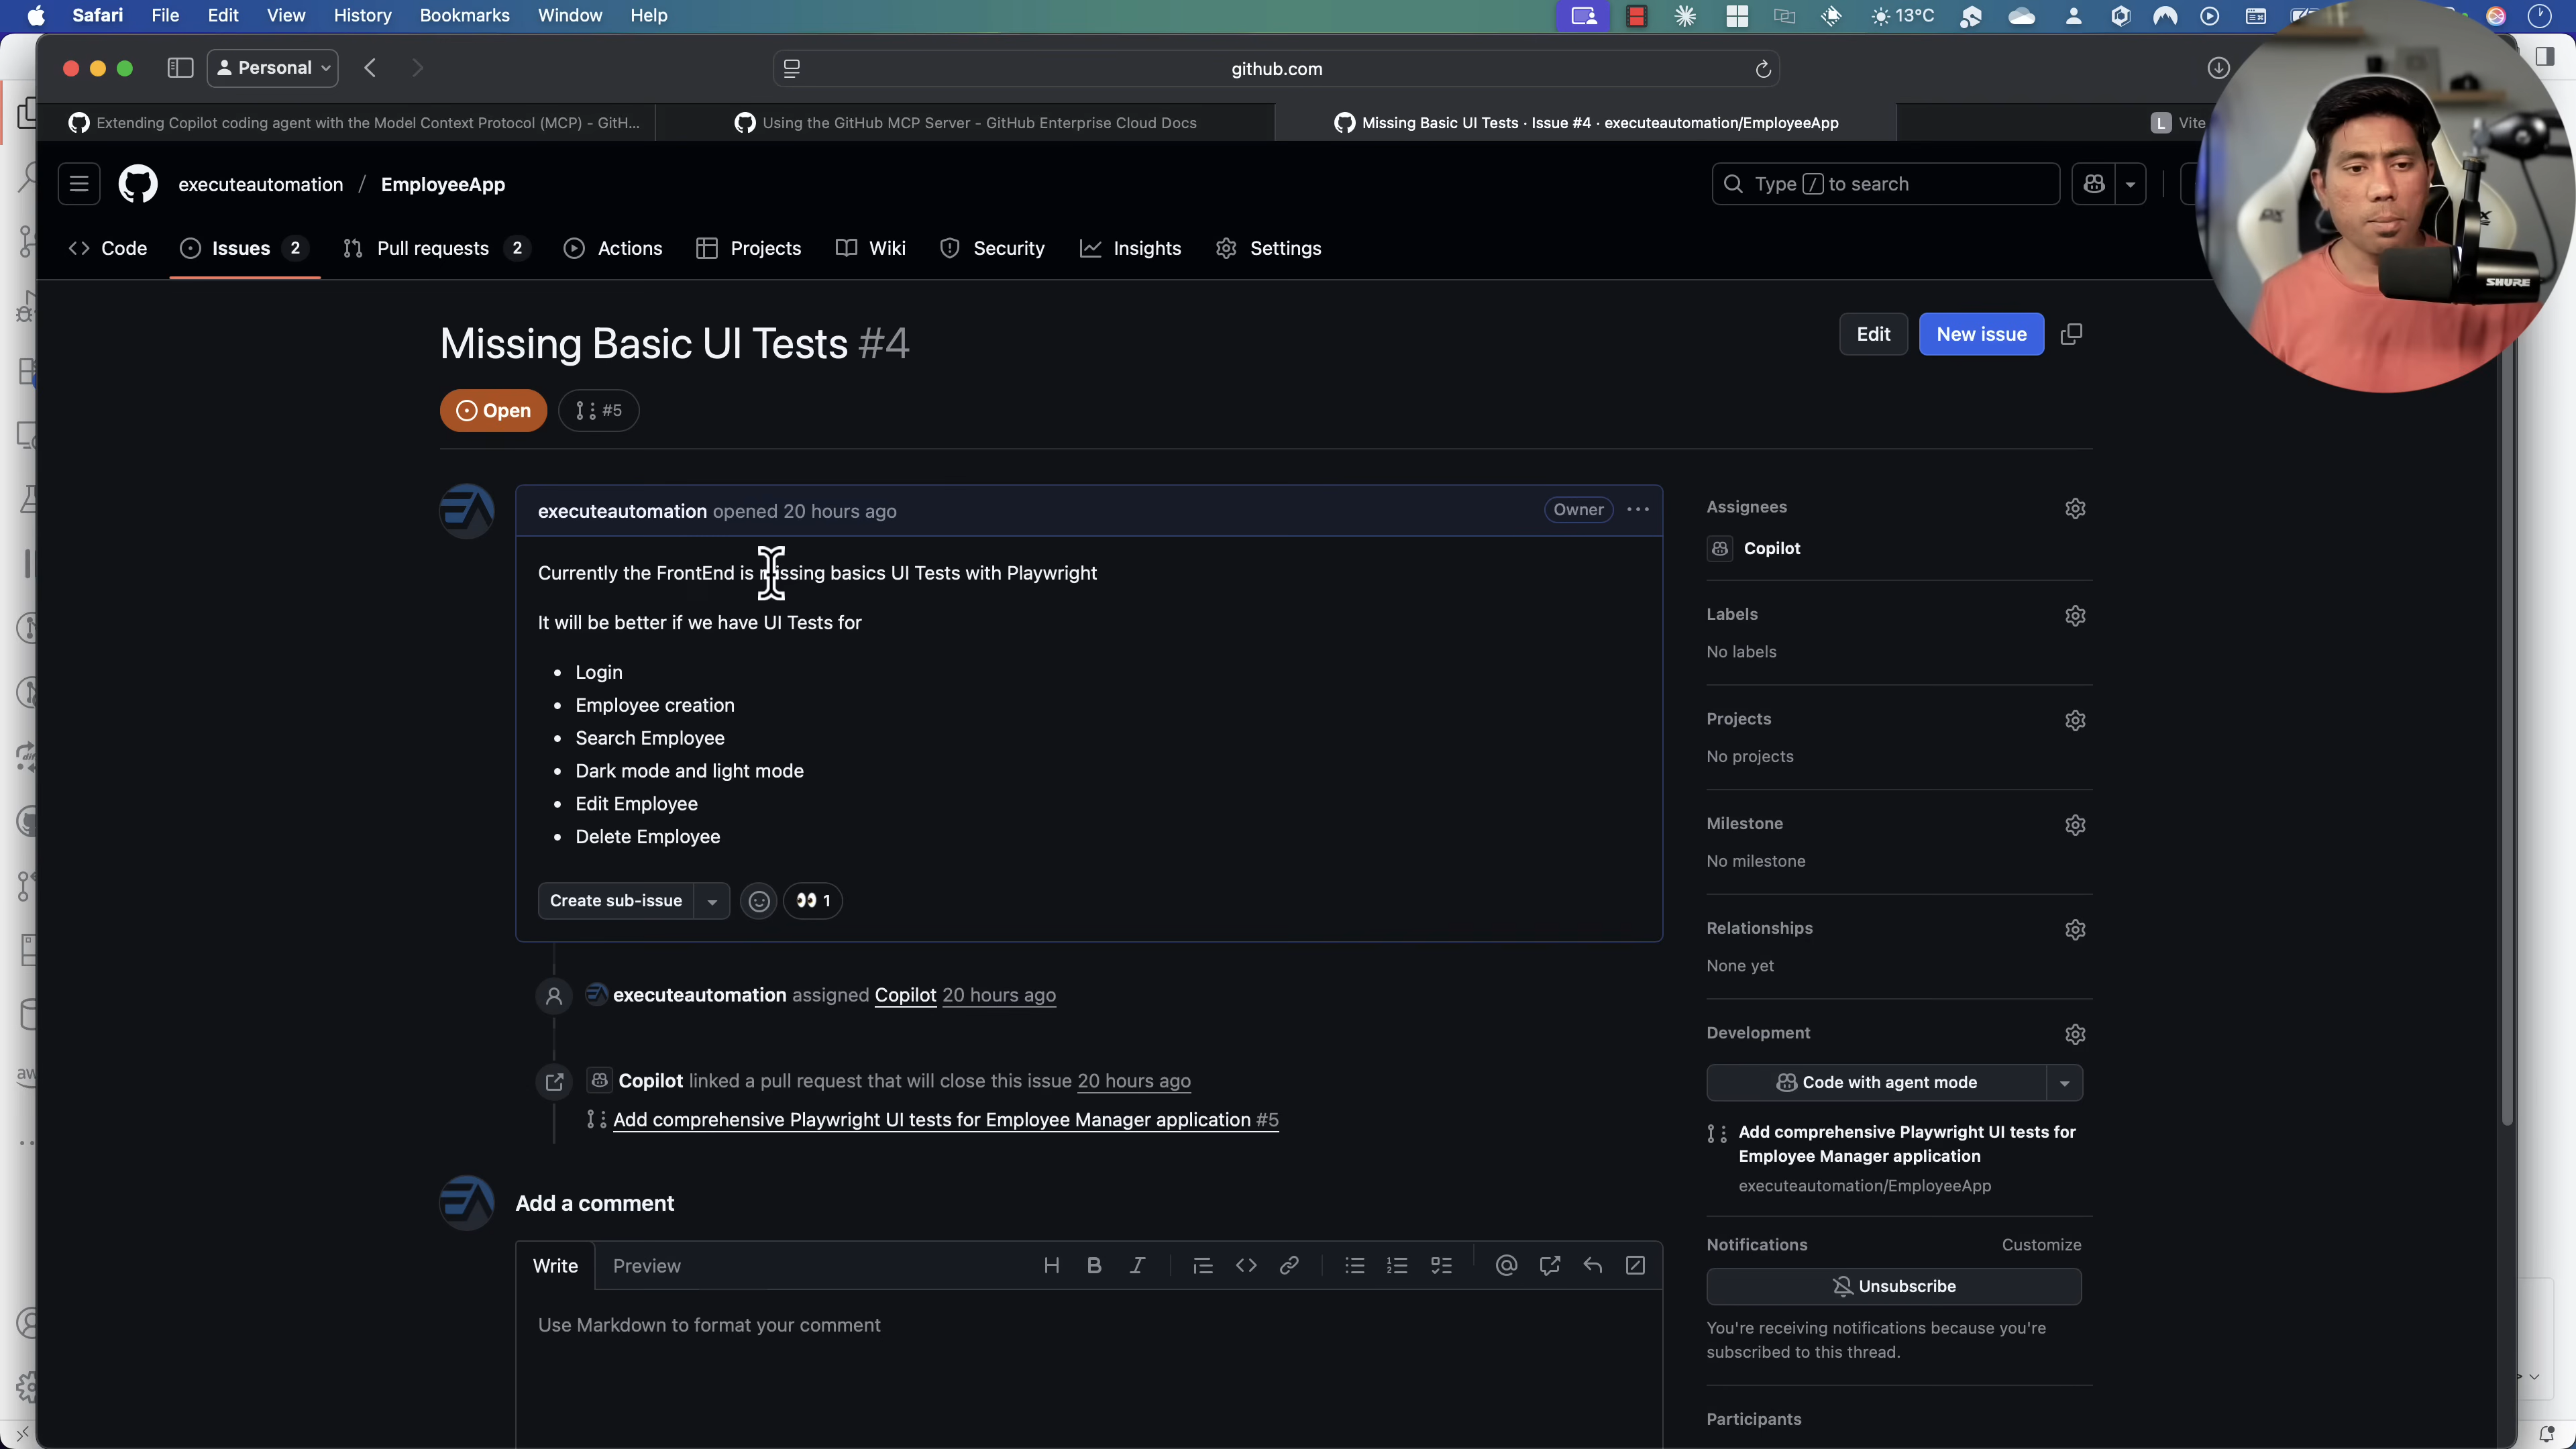 Safari File Edit View History Bookmarks Window Help 13°C
Personal github.com
Extending Copilot coding agent with the Model Context Protocol (MCP) - GitH... Using the GitHub MCP Server - GitHub Enterprise Cloud Docs Missing Basic UI Tests · Issue #4 · executeautomation/EmployeeApp L Vite
executeautomation / EmployeeApp Type / to search
Code Issues 2 Pull requests 2 Actions Projects Wiki Security Insights Settings
Missing Basic UI Tests #4
Edit New issue
Open #5
executeautomation opened 20 hours ago Owner
Currently the FrontEnd is missing basics UI Tests with Playwright
It will be better if we have UI Tests for
• Login
• Employee creation
• Search Employee
• Dark mode and light mode
• Edit Employee
• Delete Employee
Create sub-issue 👀 1
executeautomation assigned Copilot 20 hours ago
Copilot linked a pull request that will close this issue 20 hours ago
Add comprehensive Playwright UI tests for Employee Manager application #5
Add a comment
Write Preview
Use Markdown to format your comment
Assignees
Copilot
Labels
No labels
Projects
No projects
Milestone
No milestone
Relationships
None yet
Development
Code with agent mode
Add comprehensive Playwright UI tests for
Employee Manager application
executeautomation/EmployeeApp
Notifications Customize
Unsubscribe
You're receiving notifications because you're
subscribed to this thread.
Participants
SHURE
aw